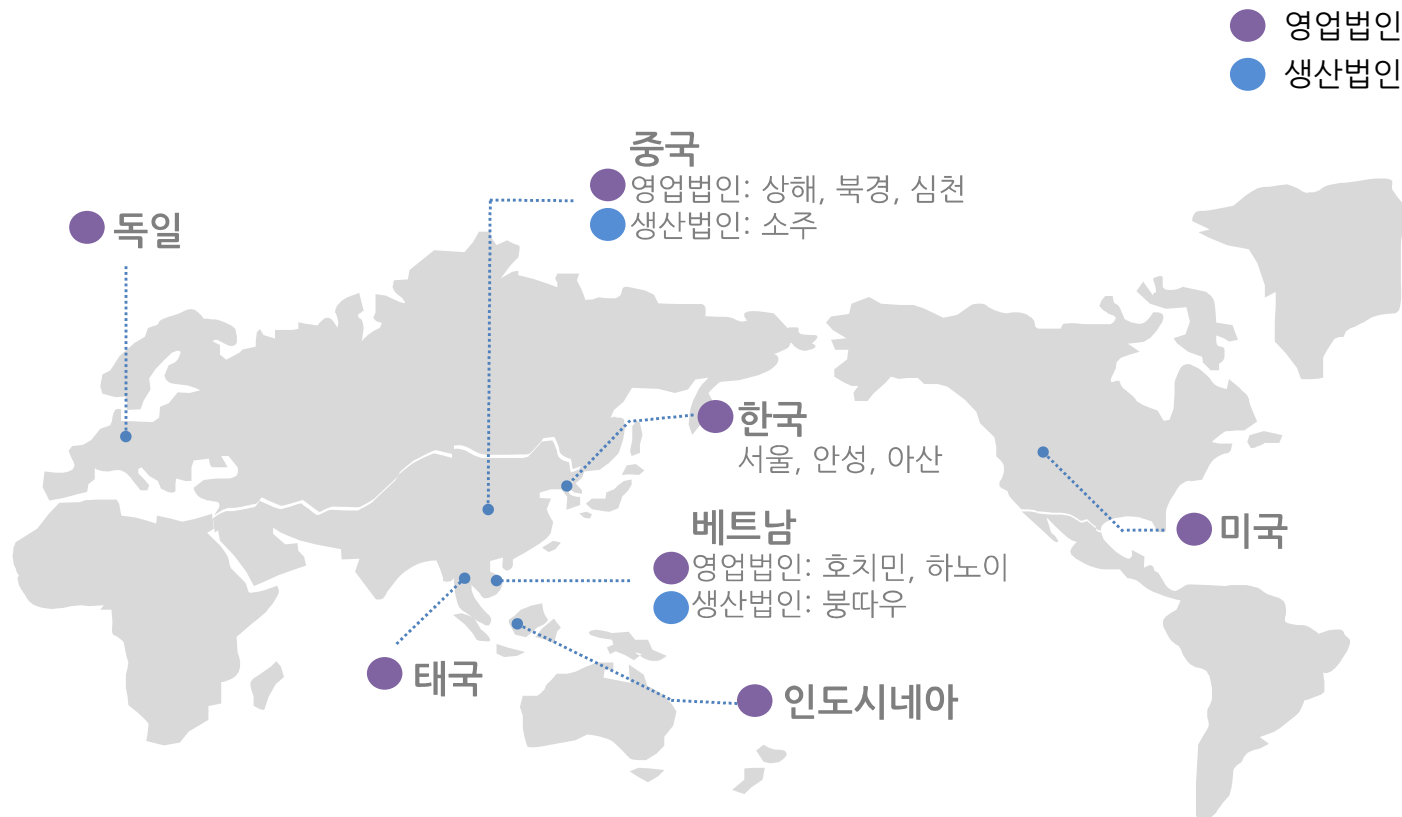 영업법인
생산법인
중국
영업법인: 상해, 북경, 심천
생산법인: 소주
독일
한국
서울, 안성, 아산
베트남
영업법인: 호치민, 하노이
생산법인: 붕따우
미국
태국
인도시네아